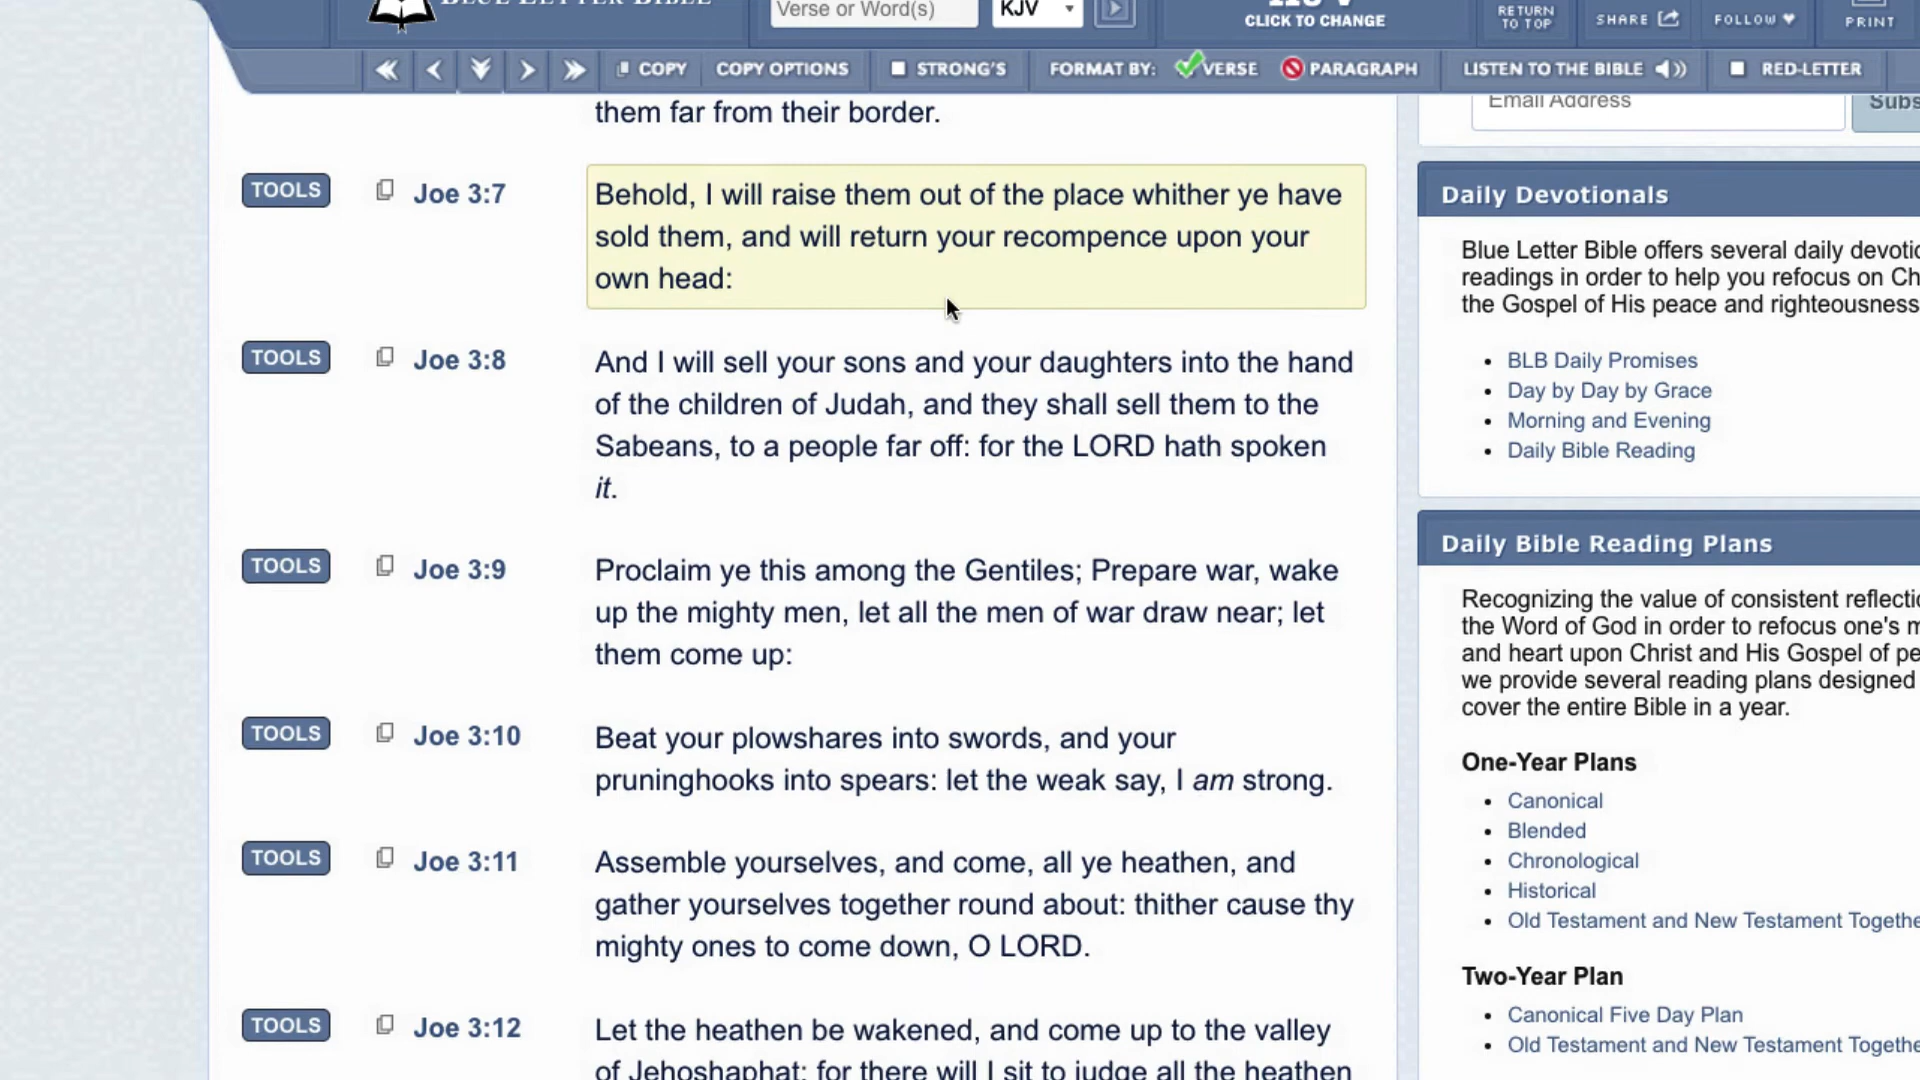 Verse or Word(s)
KJV
CLICK TO CHANGE
RETURN
TO TOP
SHARE
FOLLOW
PRINT
COPY
COPY OPTIONS
STRONG'S
FORMAT BY:
VERSE
PARAGRAPH
LISTEN TO THE BIBLE
RED-LETTER
them far from their border.
TOOLS
Joe 3:7
Behold, I will raise them out of the place whither ye have
sold them, and will return your recompence upon your
own head:
TOOLS
Joe 3:8
And I will sell your sons and your daughters into the hand
of the children of Judah, and they shall sell them to the
Sabeans, to a people far off: for the LORD hath spoken
it.
TOOLS
Joe 3:9
Proclaim ye this among the Gentiles; Prepare war, wake
up the mighty men, let all the men of war draw near; let
them come up:
TOOLS
Joe 3:10
Beat your plowshares into swords, and your
pruninghooks into spears: let the weak say, I am strong.
TOOLS
Joe 3:11
Assemble yourselves, and come, all ye heathen, and
gather yourselves together round about: thither cause thy
mighty ones to come down, O LORD.
TOOLS
Joe 3:12
Let the heathen be wakened, and come up to the valley
of Jehoshaphat: for there will I sit to judge all the heathen
Email Address
Subs
Daily Devotionals
Blue Letter Bible offers several daily devotio
readings in order to help you refocus on Ch
the Gospel of His peace and righteousness
BLB Daily Promises
Day by Day by Grace
Morning and Evening
Daily Bible Reading
Daily Bible Reading Plans
Recognizing the value of consistent reflectio
the Word of God in order to refocus one's m
and heart upon Christ and His Gospel of pe
we provide several reading plans designed
cover the entire Bible in a year.
One-Year Plans
Canonical
Blended
Chronological
Historical
Old Testament and New Testament Togethe
Two-Year Plan
Canonical Five Day Plan
Old Testament and New Testament Togethe